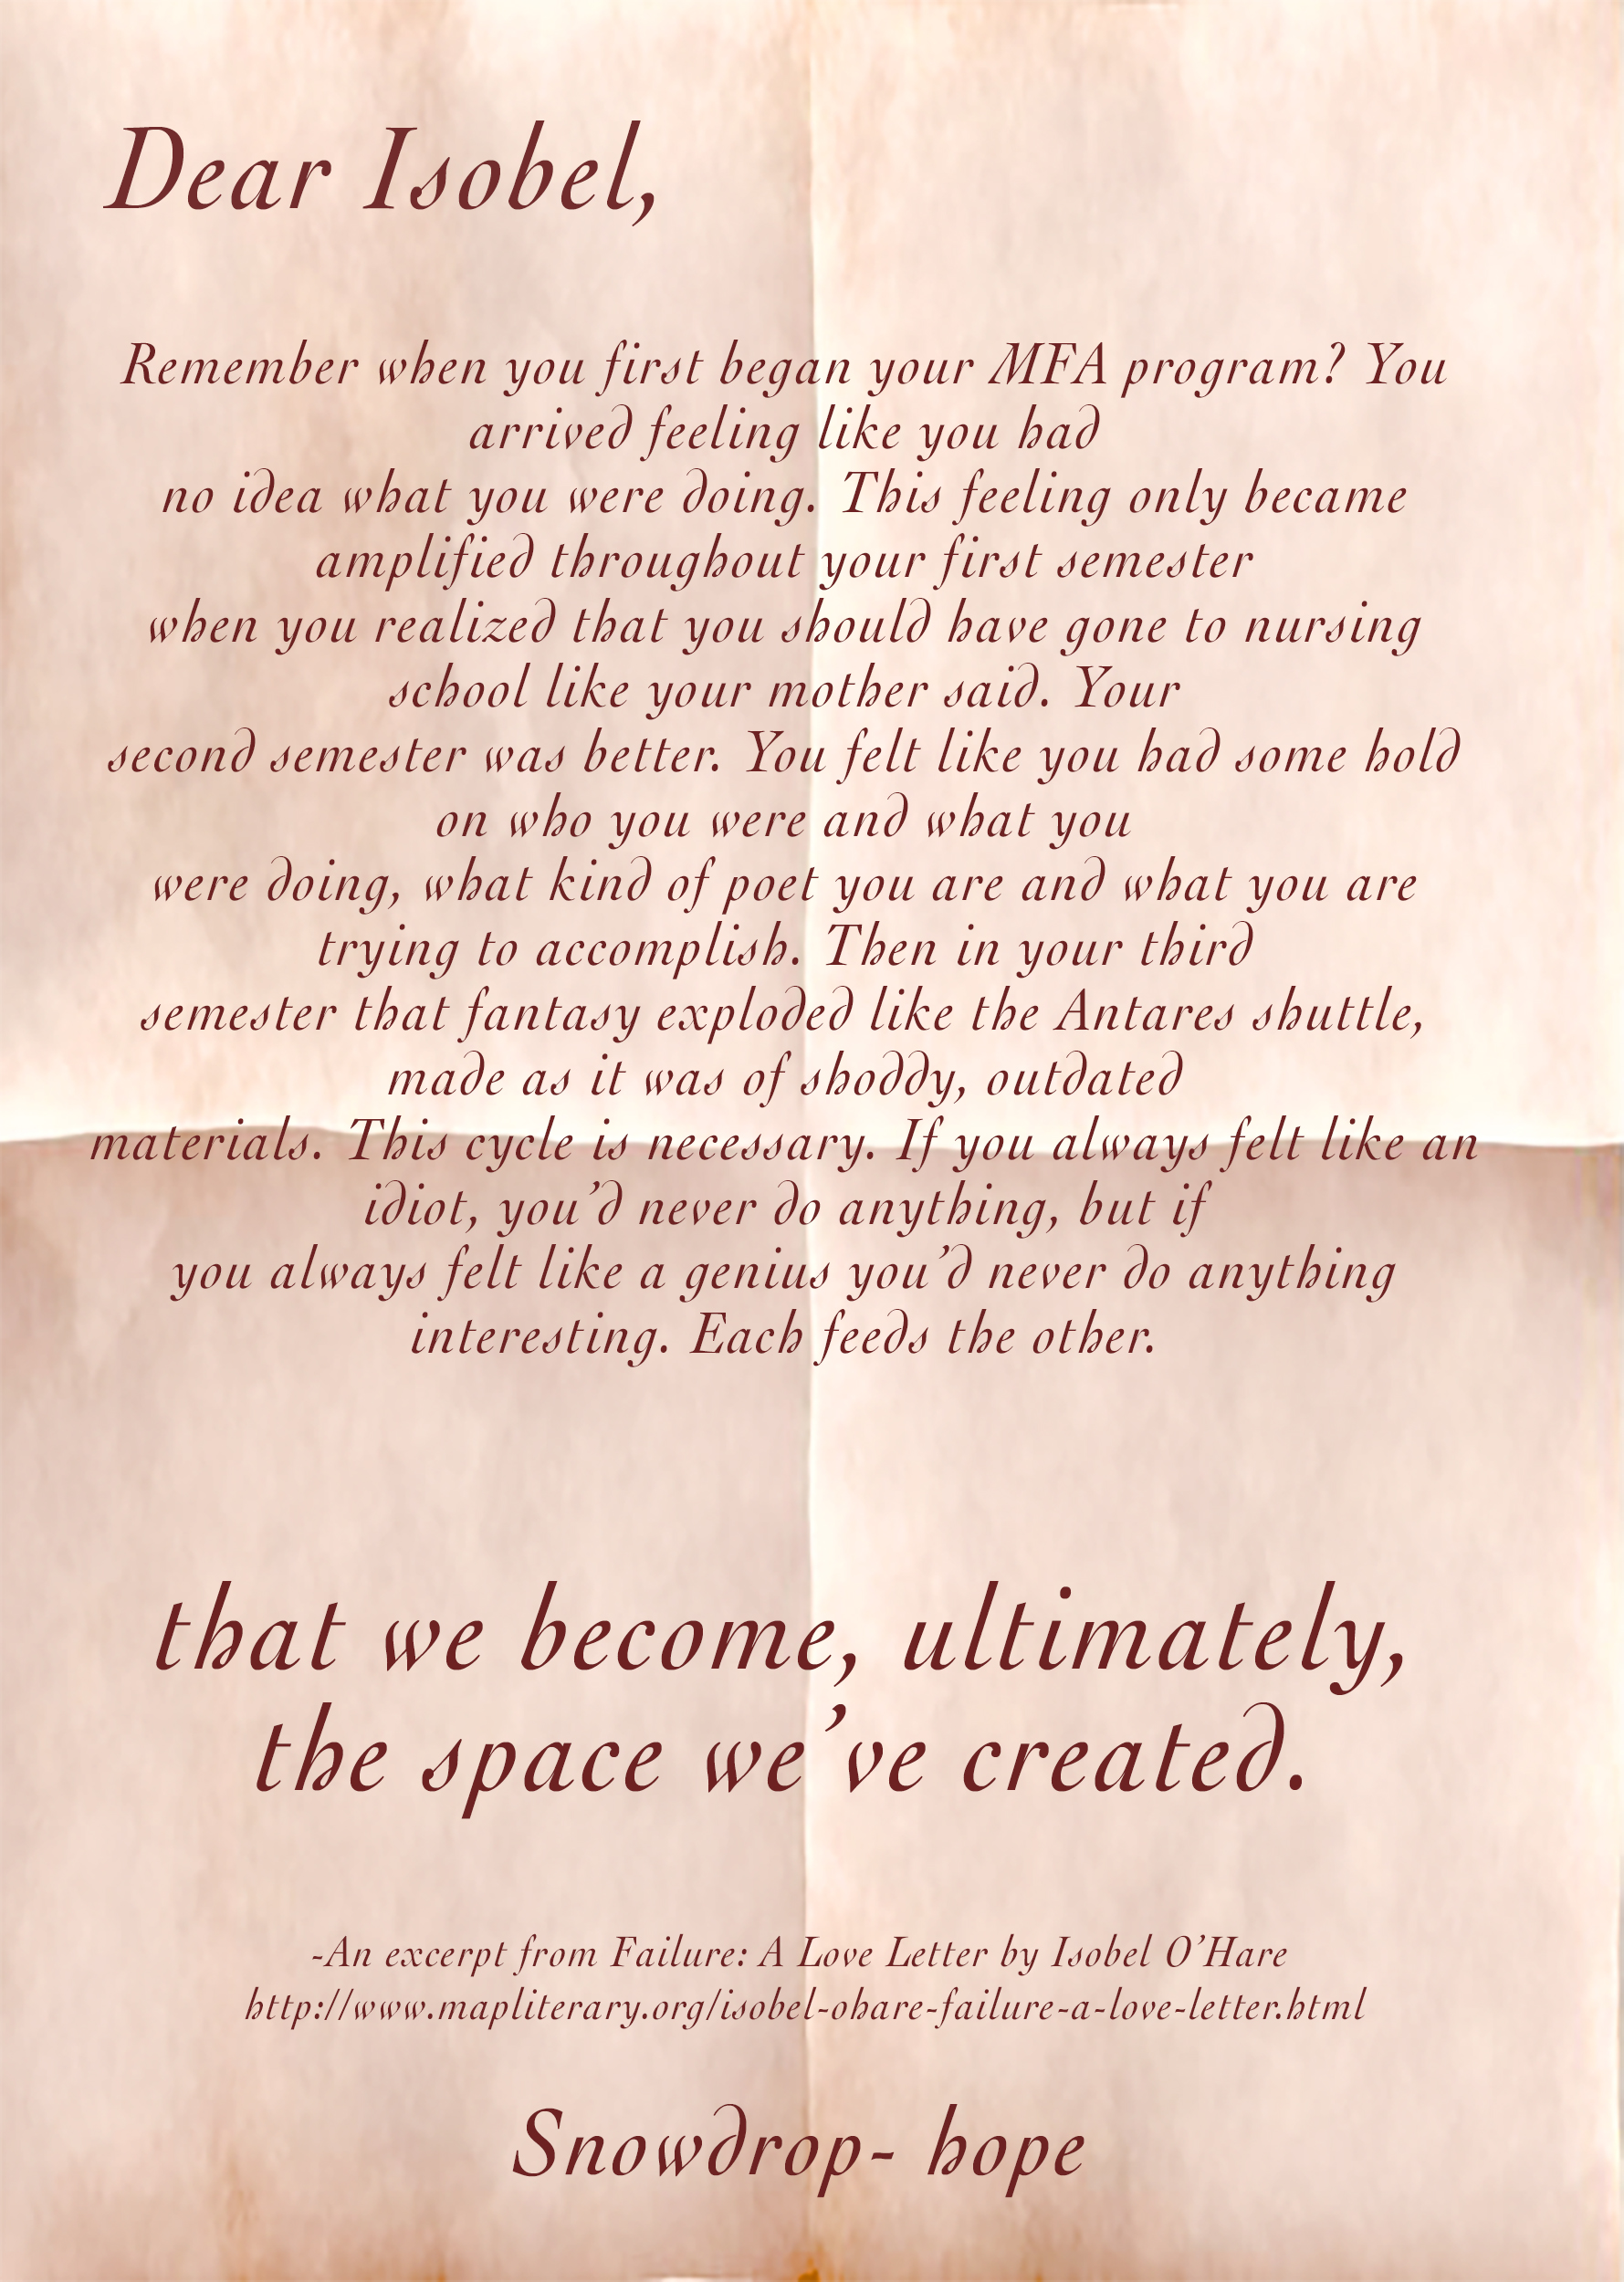 Dear Isobel,
Remember when you first began your MFA program? You
arrived feeling like you had
no idea what you were doing. This feeling only became
amplified throughout your first semester
when you realized that you should have gone to nursing
school like your mother said. Your
second semester was better. You felt like you had some hold
on who you were and what you
were doing, what kind of poet you are and what you are
trying to accomplish. Then in your third
semester that fantasy exploded like the Antares shuttle,
made as it was of shoddy, outdated
materials. This cycle is necessary. If you always felt like an
idiot, you’d never do anything, but if
you always felt like a genius you’d never do anything
interesting. Each feeds the other.
that we become, ultimately,
the space we’ve created.
-An excerpt from Failure: A Love Letter by Isobel O’Hare
http://www.mapliterary.org/isobel-ohare-failure-a-love-letter.html
Snowdrop- hope